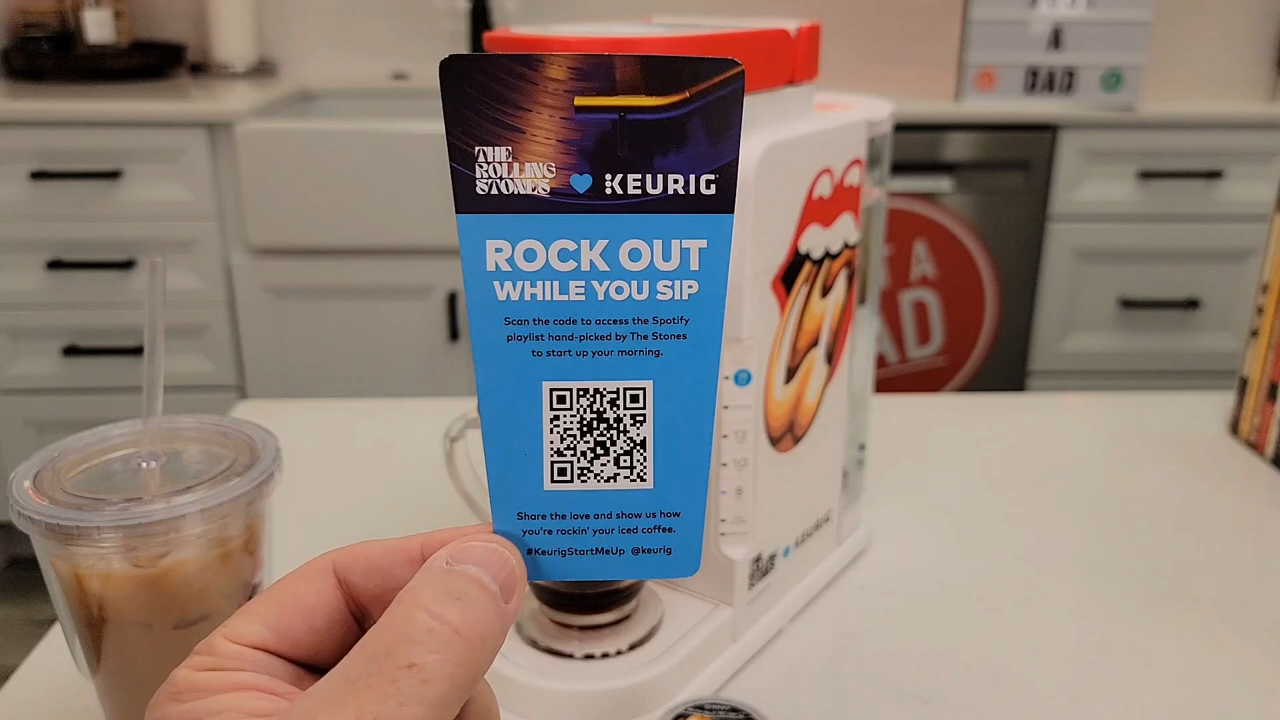 A
DAD
THE
ROLLING
STONES
KEURIG
ROCK OUT
WHILE YOU SIP
Scan the code to access the Spotify
playlist hand-picked by The Stones
to start up your morning.
Share the love and show us how
you're rockin' your iced coffee.
#KeurigStartMeUp @keurig
KEURIG